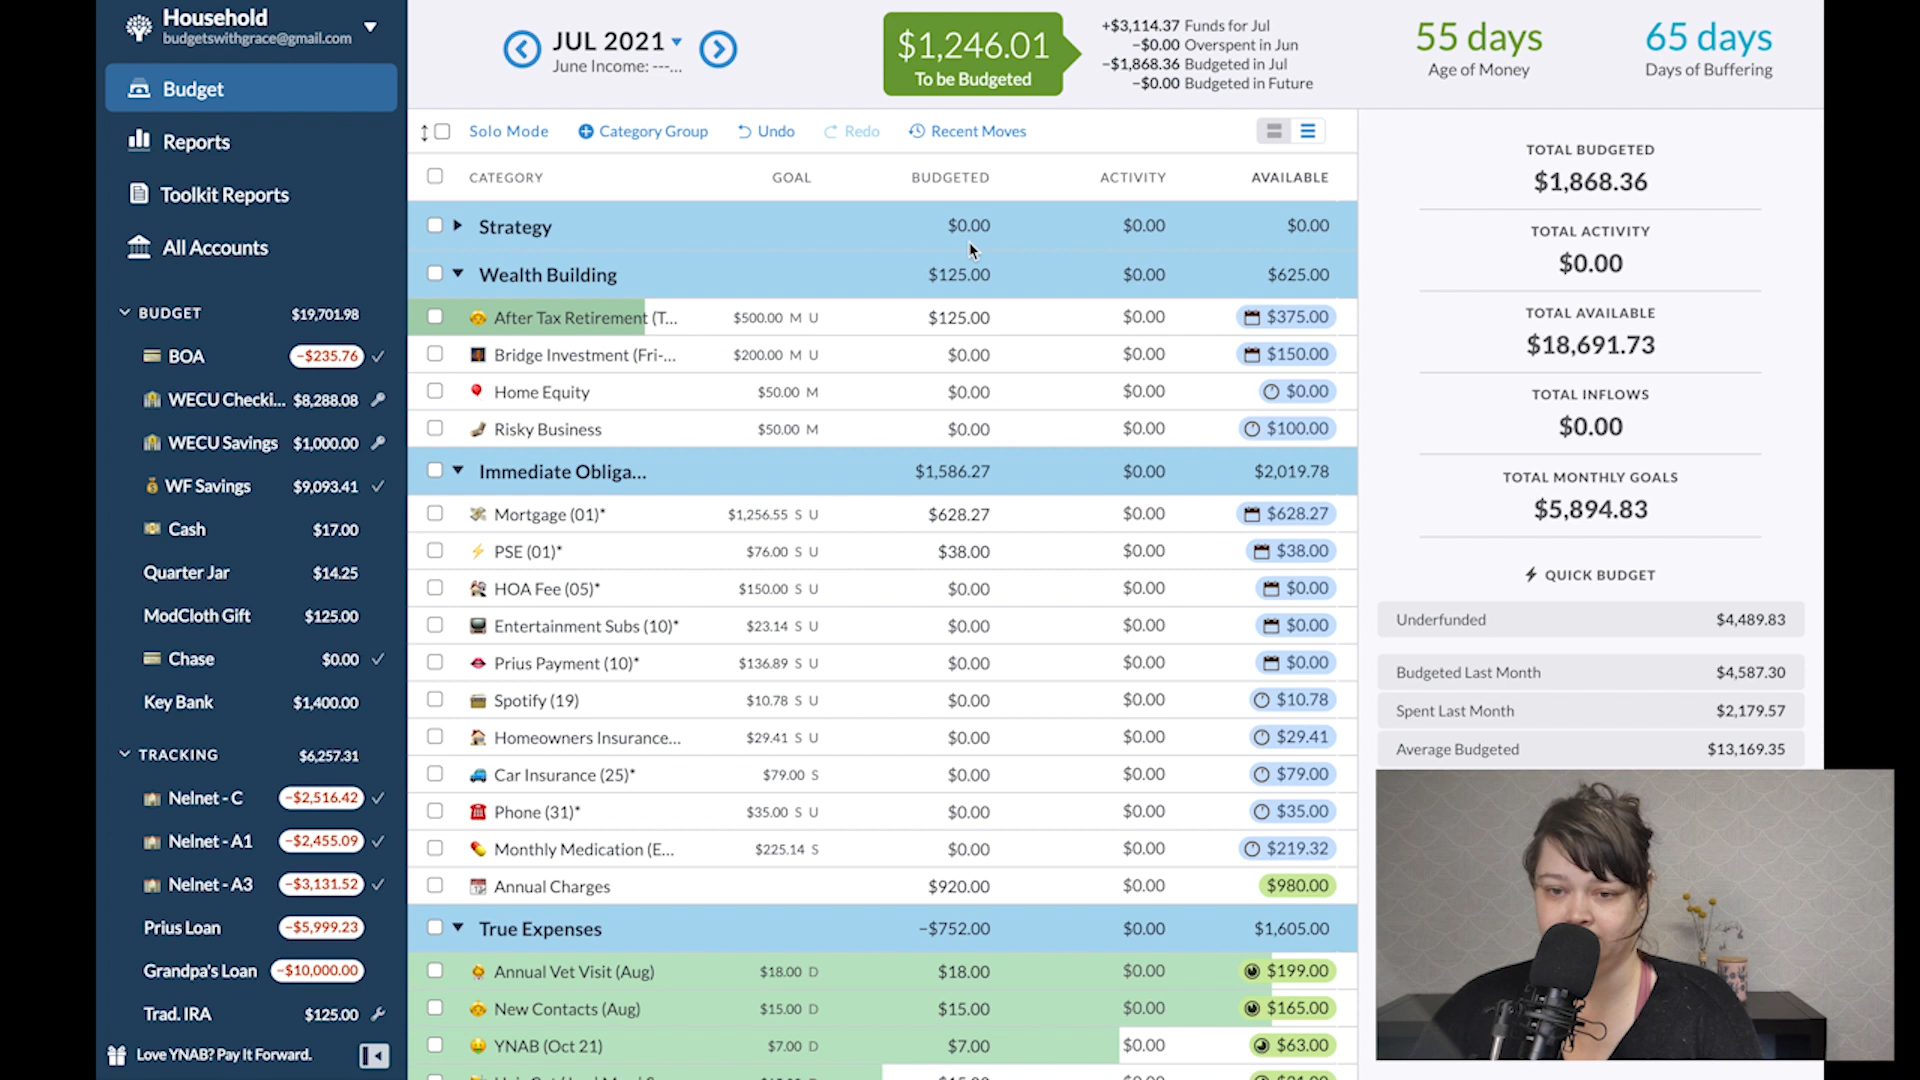 Household
budgetswithgrace@gmail.com
Budget
Reports
Toolkit Reports
All Accounts
BUDGET $19,701.98
BOA −$235.76
WECU Checki... $8,288.08
WECU Savings $1,000.00
WF Savings $9,093.41
Cash $17.00
Quarter Jar $14.25
ModCloth Gift $125.00
Chase $0.00
Key Bank $1,400.00
TRACKING $6,257.31
Nelnet - C −$2,516.42
Nelnet - A1 −$2,455.09
Nelnet - A3 −$3,131.52
Prius Loan −$5,999.23
Grandpa's Loan −$10,000.00
Trad. IRA $125.00
Love YNAB? Pay It Forward.
JUL 2021
June Income: ---...
$1,246.01
To be Budgeted
+$3,114.37 Funds for Jul
−$0.00 Overspent in Jun
−$1,868.36 Budgeted in Jul
−$0.00 Budgeted in Future
55 days
Age of Money
65 days
Days of Buffering
Solo Mode Category Group Undo Redo Recent Moves
CATEGORY GOAL BUDGETED ACTIVITY AVAILABLE
Strategy $0.00 $0.00 $0.00
Wealth Building $125.00 $0.00 $625.00
After Tax Retirement (T... $500.00 M U $125.00 $0.00 $375.00
Bridge Investment (Fri-... $200.00 M U $0.00 $0.00 $150.00
Home Equity $50.00 M $0.00 $0.00 $0.00
Risky Business $50.00 M $0.00 $0.00 $100.00
Immediate Obliga... $1,586.27 $0.00 $2,019.78
Mortgage (01)* $1,256.55 S U $628.27 $0.00 $628.27
PSE (01)* $76.00 S U $38.00 $0.00 $38.00
HOA Fee (05)* $150.00 S U $0.00 $0.00 $0.00
Entertainment Subs (10)* $23.14 S U $0.00 $0.00 $0.00
Prius Payment (10)* $136.89 S U $0.00 $0.00 $0.00
Spotify (19) $10.78 S U $0.00 $0.00 $10.78
Homeowners Insurance... $29.41 S U $0.00 $0.00 $29.41
Car Insurance (25)* $79.00 S $0.00 $0.00 $79.00
Phone (31)* $35.00 S U $0.00 $0.00 $35.00
Monthly Medication (E... $225.14 S $0.00 $0.00 $219.32
Annual Charges $920.00 $0.00 $980.00
True Expenses −$752.00 $0.00 $1,605.00
Annual Vet Visit (Aug) $18.00 D $18.00 $0.00 $199.00
New Contacts (Aug) $15.00 D $15.00 $0.00 $165.00
YNAB (Oct 21) $7.00 D $7.00 $0.00 $63.00
TOTAL BUDGETED
$1,868.36
TOTAL ACTIVITY
$0.00
TOTAL AVAILABLE
$18,691.73
TOTAL INFLOWS
$0.00
TOTAL MONTHLY GOALS
$5,894.83
QUICK BUDGET
Underfunded $4,489.83
Budgeted Last Month $4,587.30
Spent Last Month $2,179.57
Average Budgeted $13,169.35